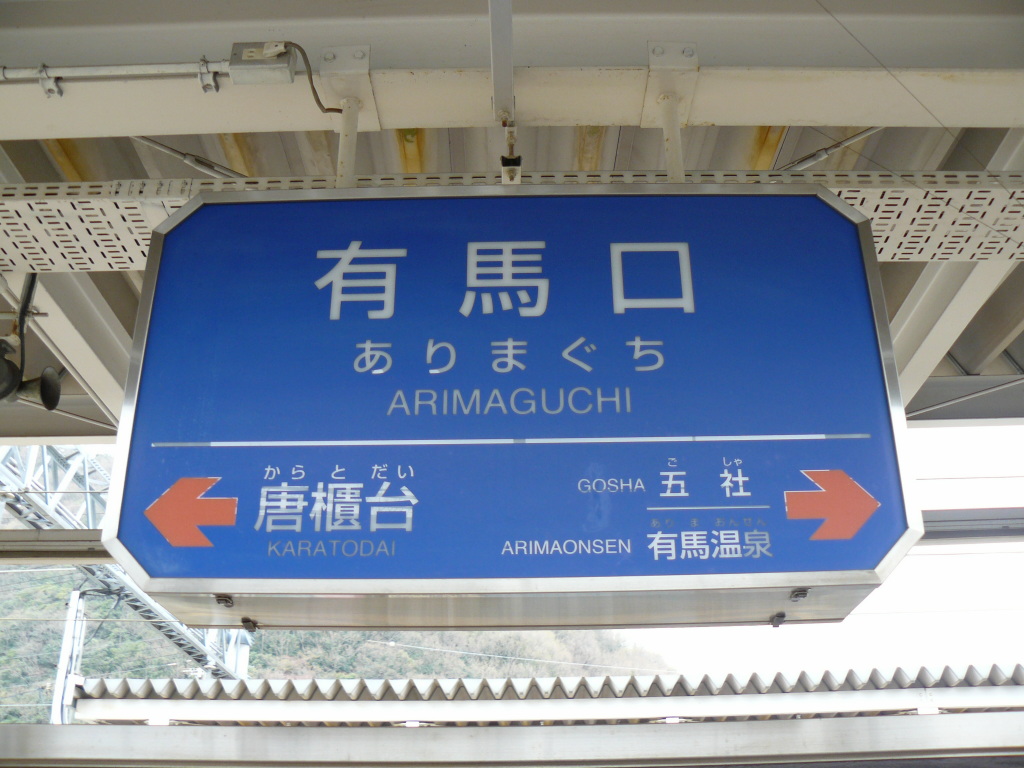 有馬口
ありまぐち
ARIMAGUCHI
からとだい
唐櫃台
KARATODAI
ごしゃ
GOSHA 五社
ありまおんせん
ARIMAONSEN 有馬温泉